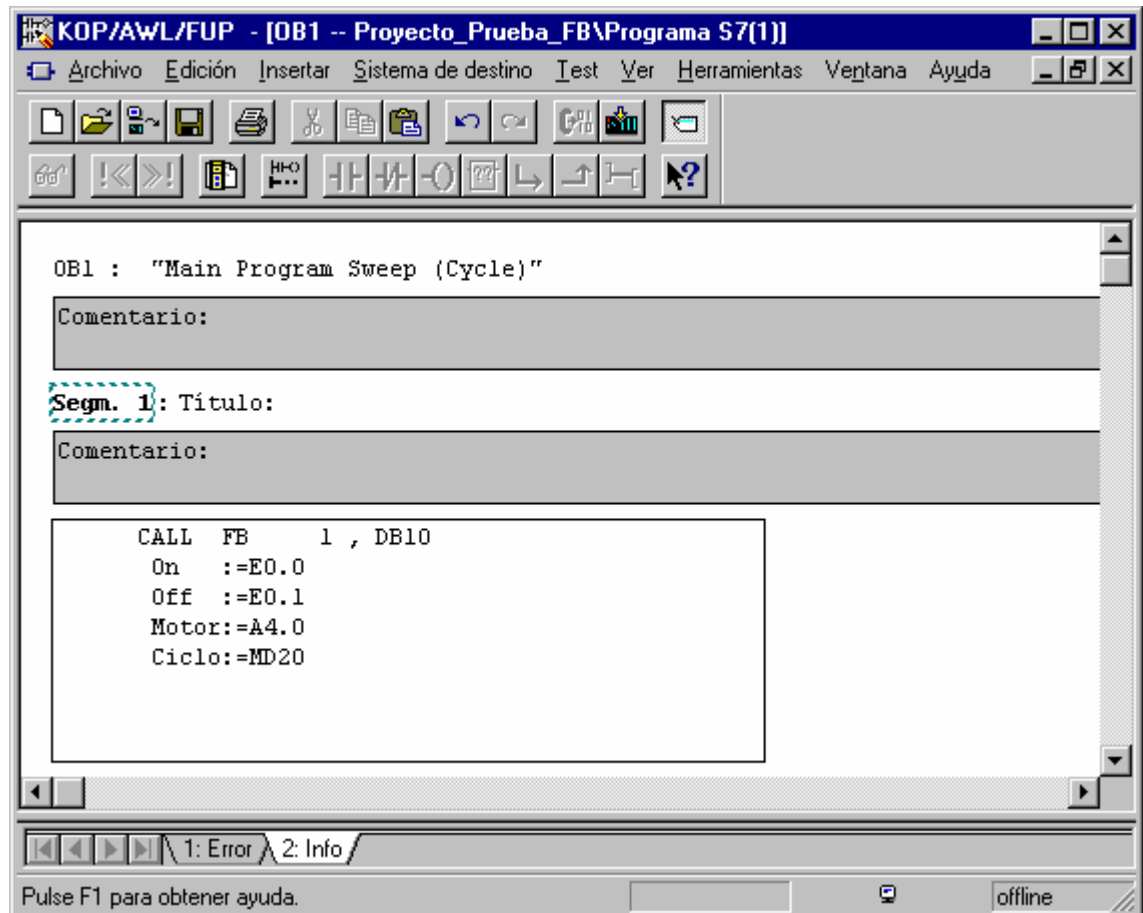 KOP/AWL/FUP - [OB1 -- Proyecto_Prueba_FB\Programa S7(1)]
Archivo Edición Insertar Sistema de destino Test Ver Herramientas Ventana Ayuda
OB1 : "Main Program Sweep (Cycle)"
Comentario:
Segm. 1: Título:
Comentario:
CALL FB 1 , DB10
On :=E0.0
Off :=E0.1
Motor:=A4.0
Ciclo:=MD20
1: Error 2: Info
Pulse F1 para obtener ayuda. offline